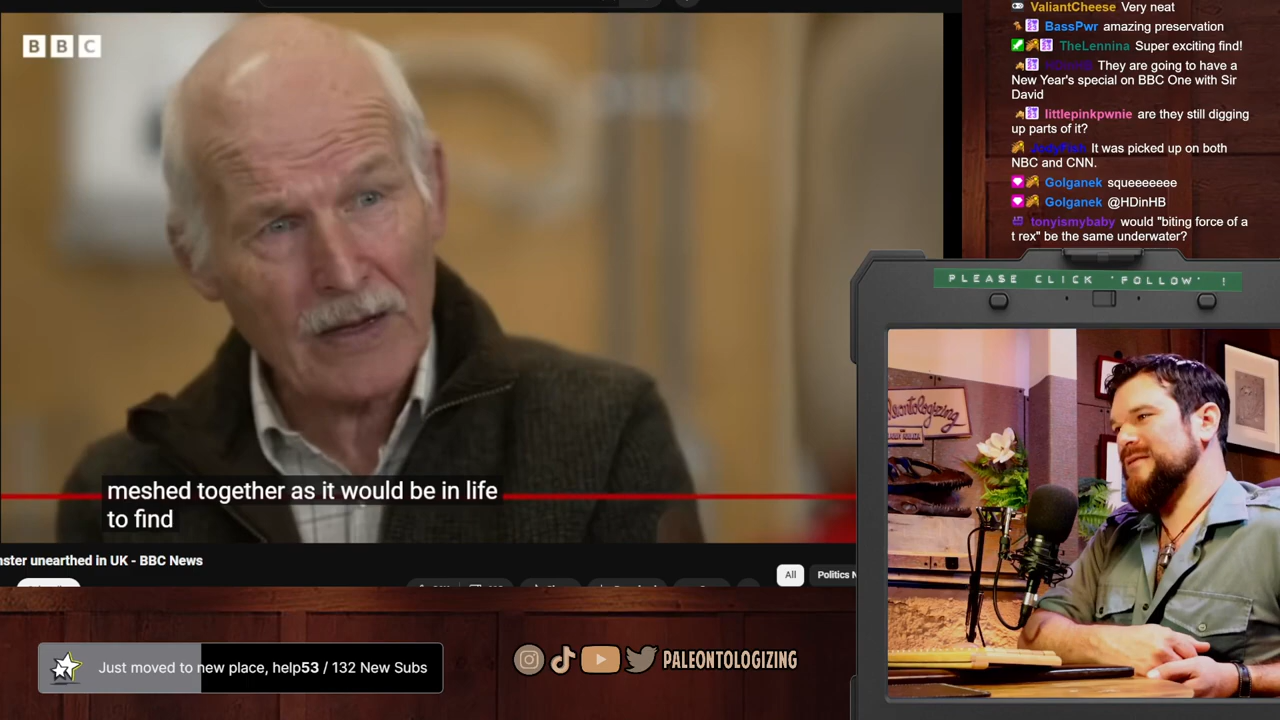 BBC
meshed together as it would be in life
to find
nster unearthed in UK - BBC News
All
Politics N
ValiantCheese Very neat
BassPwr amazing preservation
TheLennina Super exciting find!
They are going to have a
New Year's special on BBC One with Sir
David
littlepinkpwnie are they still digging
up parts of it?
JodyFish It was picked up on both
NBC and CNN.
Golganek squeeeeeee
Golganek @HDinHB
tonyismybaby would "biting force of a
t rex" be the same underwater?
PLEASE CLICK 'FOLLOW' !
Just moved to new place, help53 / 132 New Subs
PALEONTOLOGIZING